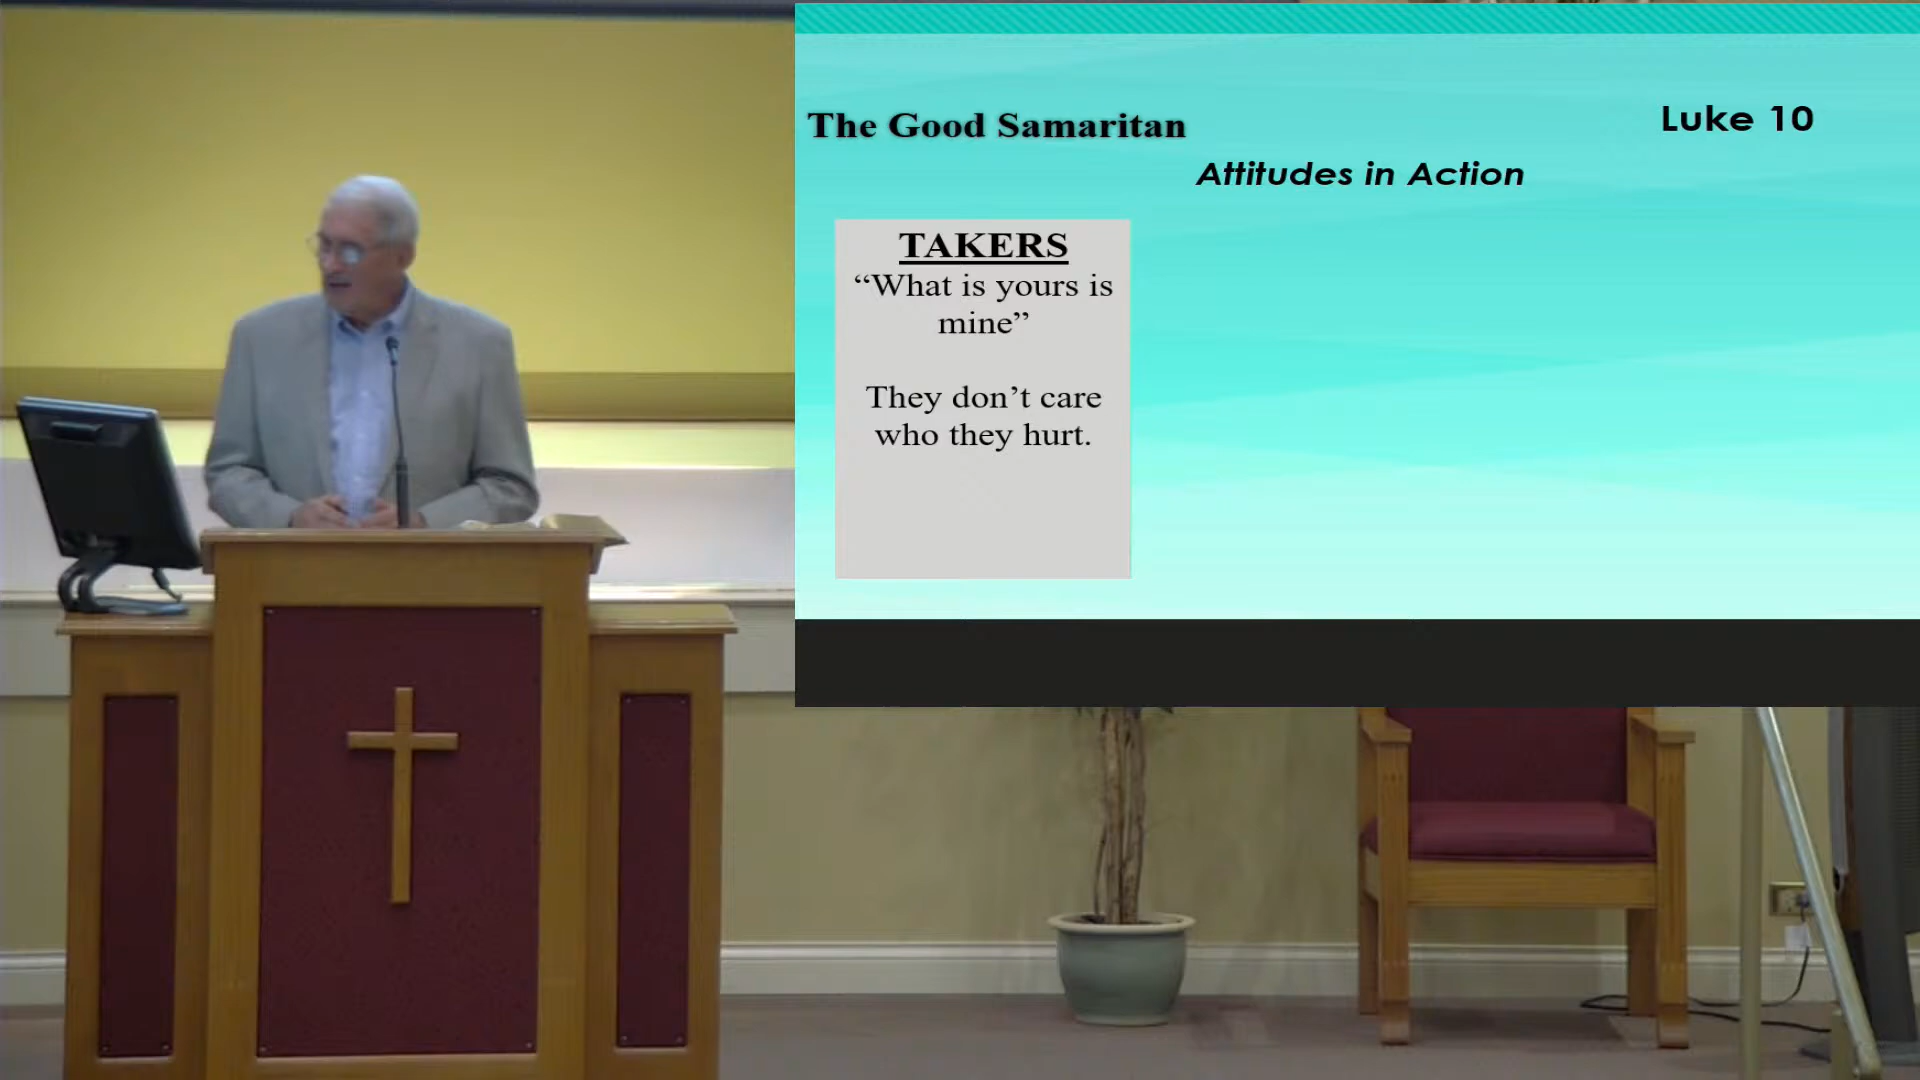 The Good Samaritan
Luke 10
Attitudes in Action
TAKERS
“What is yours is
mine”
They don’t care
who they hurt.